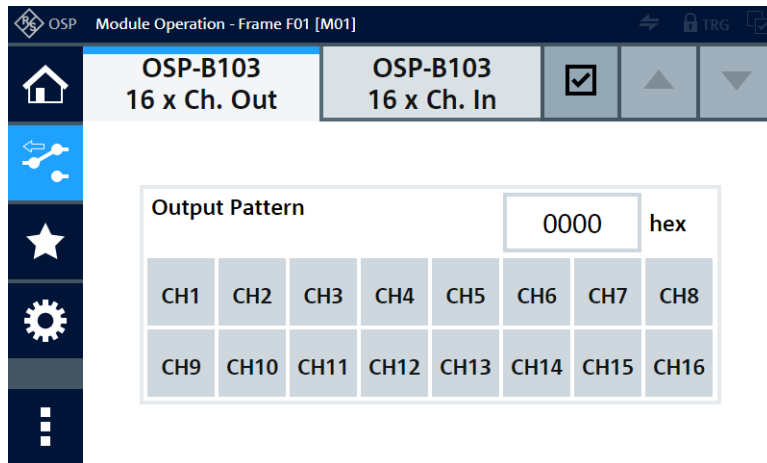 R&S OSP Module Operation - Frame F01 [M01] TRG
OSP-B103 OSP-B103
16 x Ch. Out 16 x Ch. In
Output Pattern 0000 hex
CH1 CH2 CH3 CH4 CH5 CH6 CH7 CH8
CH9 CH10 CH11 CH12 CH13 CH14 CH15 CH16